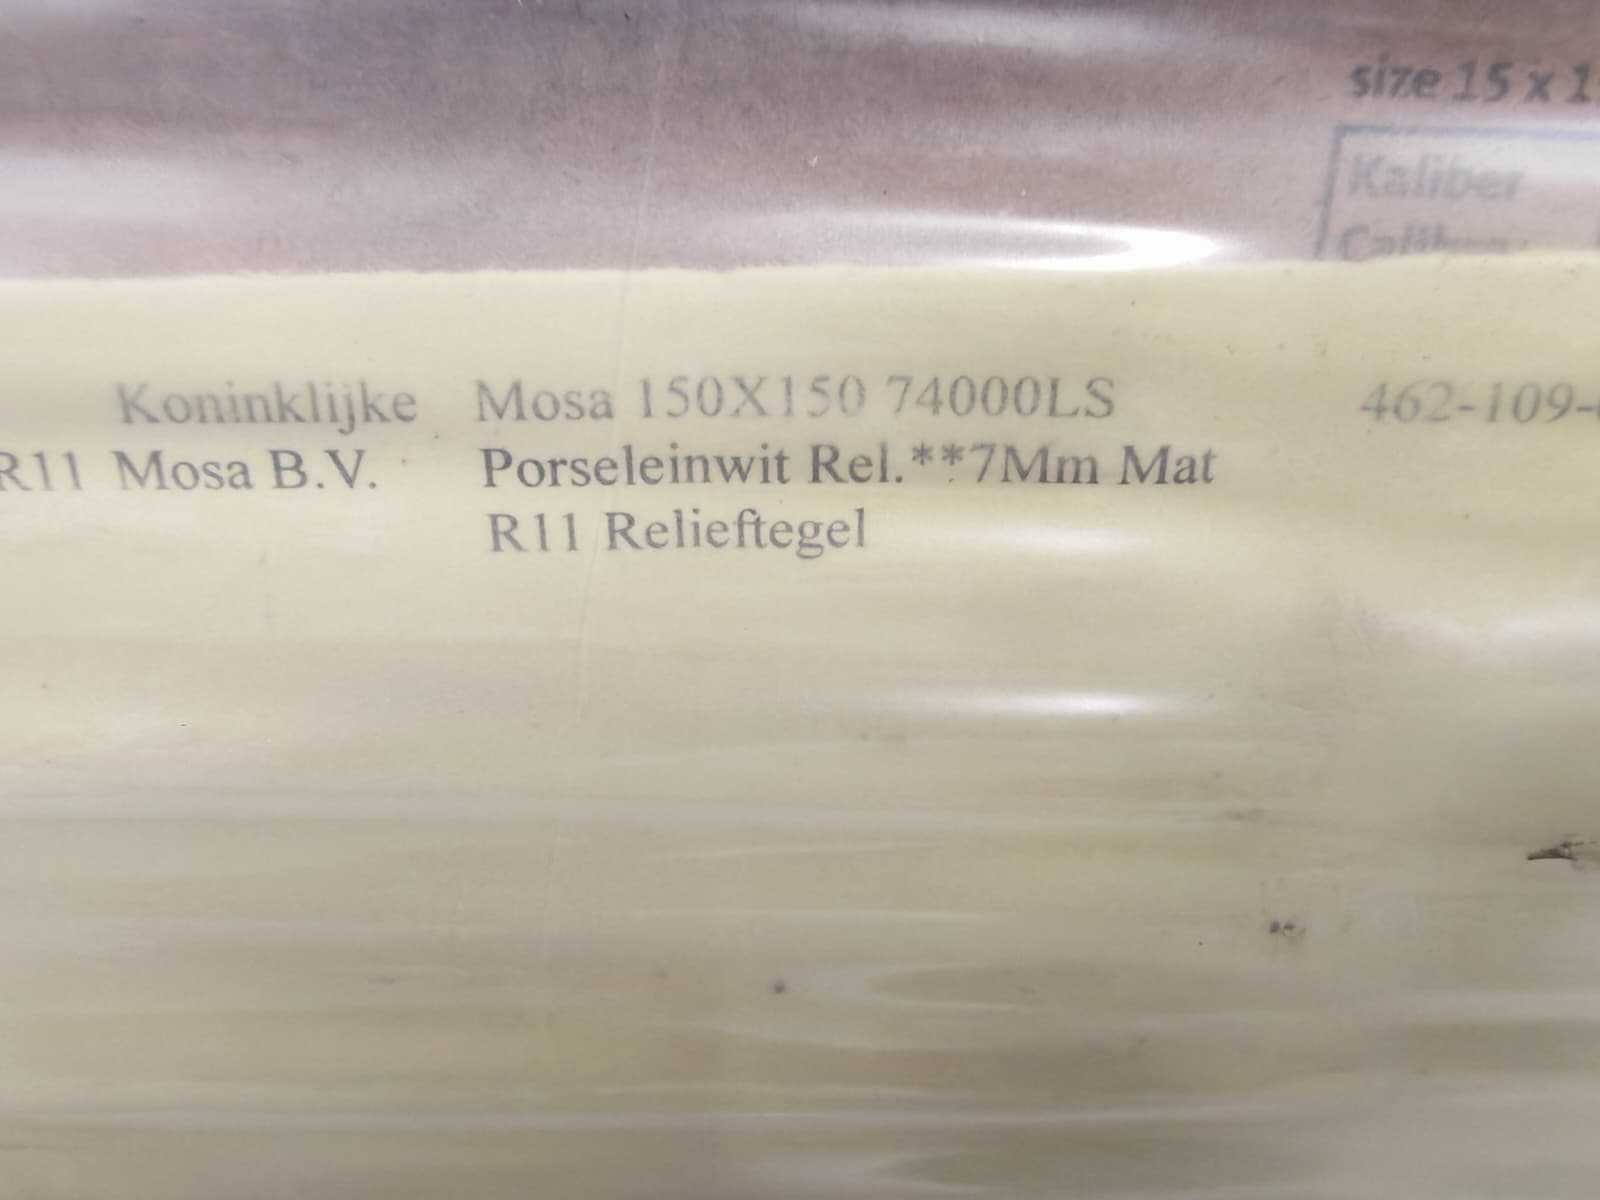 size 15 x 1
Kaliber
Koninklijke Mosa 150X150 74000LS 462-109-
R11 Mosa B.V. Porseleinwit Rel.**7Mm Mat
R11 Relieftegel